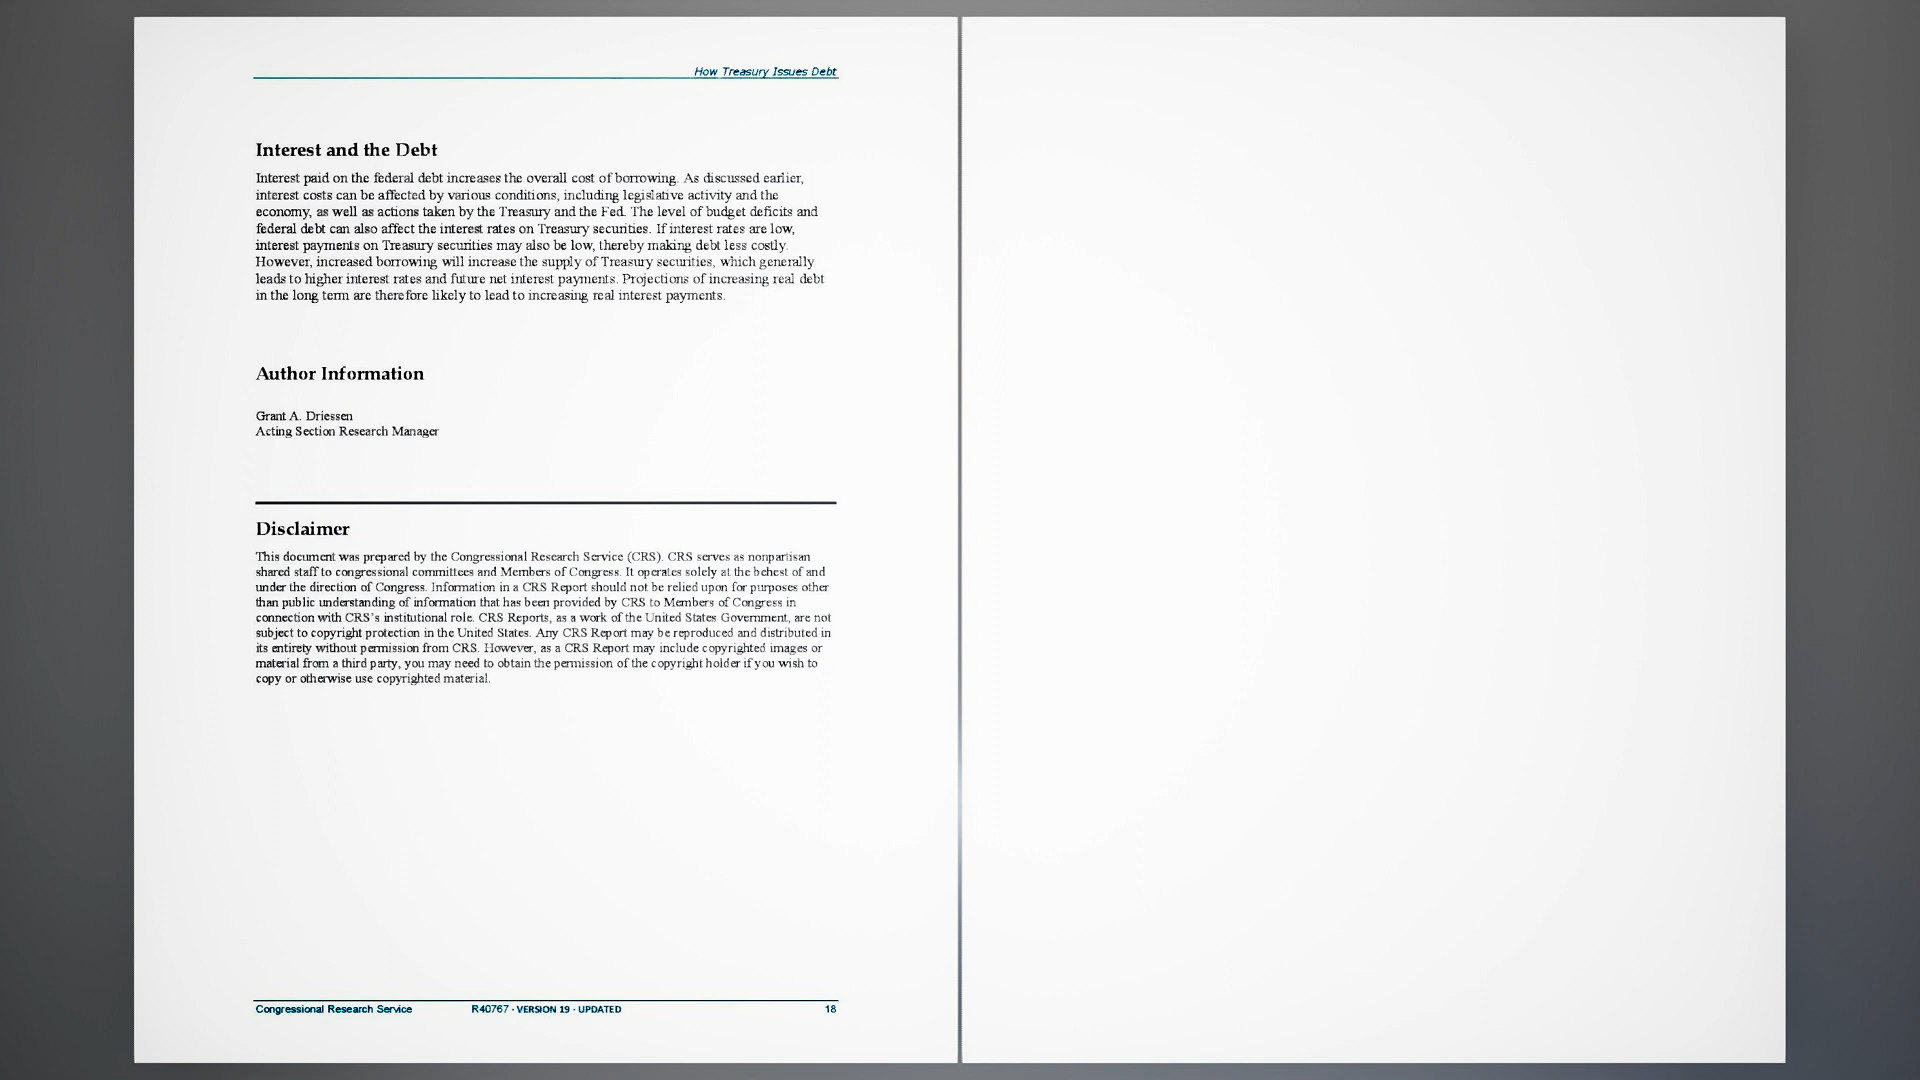 How Treasury Issues Debt
Interest and the Debt
Interest paid on the federal debt increases the overall cost of borrowing. As discussed earlier,
interest costs can be affected by various conditions, including legislative activity and the
economy, as well as actions taken by the Treasury and the Fed. The level of budget deficits and
federal debt can also affect the interest rates on Treasury securities. If interest rates are low,
interest payments on Treasury securities may also be low, thereby making debt less costly.
However, increased borrowing will increase the supply of Treasury securities, which generally
leads to higher interest rates and future net interest payments. Projections of increasing real debt
in the long term are therefore likely to lead to increasing real interest payments.
Author Information
Grant A. Driessen
Acting Section Research Manager
Disclaimer
This document was prepared by the Congressional Research Service (CRS). CRS serves as nonpartisan
shared staff to congressional committees and Members of Congress. It operates solely at the behest of and
under the direction of Congress. Information in a CRS Report should not be relied upon for purposes other
than public understanding of information that has been provided by CRS to Members of Congress in
connection with CRS's institutional role. CRS Reports, as a work of the United States Government, are not
subject to copyright protection in the United States. Any CRS Report may be reproduced and distributed in
its entirety without permission from CRS. However, as a CRS Report may include copyrighted images or
material from a third party, you may need to obtain the permission of the copyright holder if you wish to
copy or otherwise use copyrighted material.
Congressional Research Service R40767 · VERSION 19 · UPDATED 18